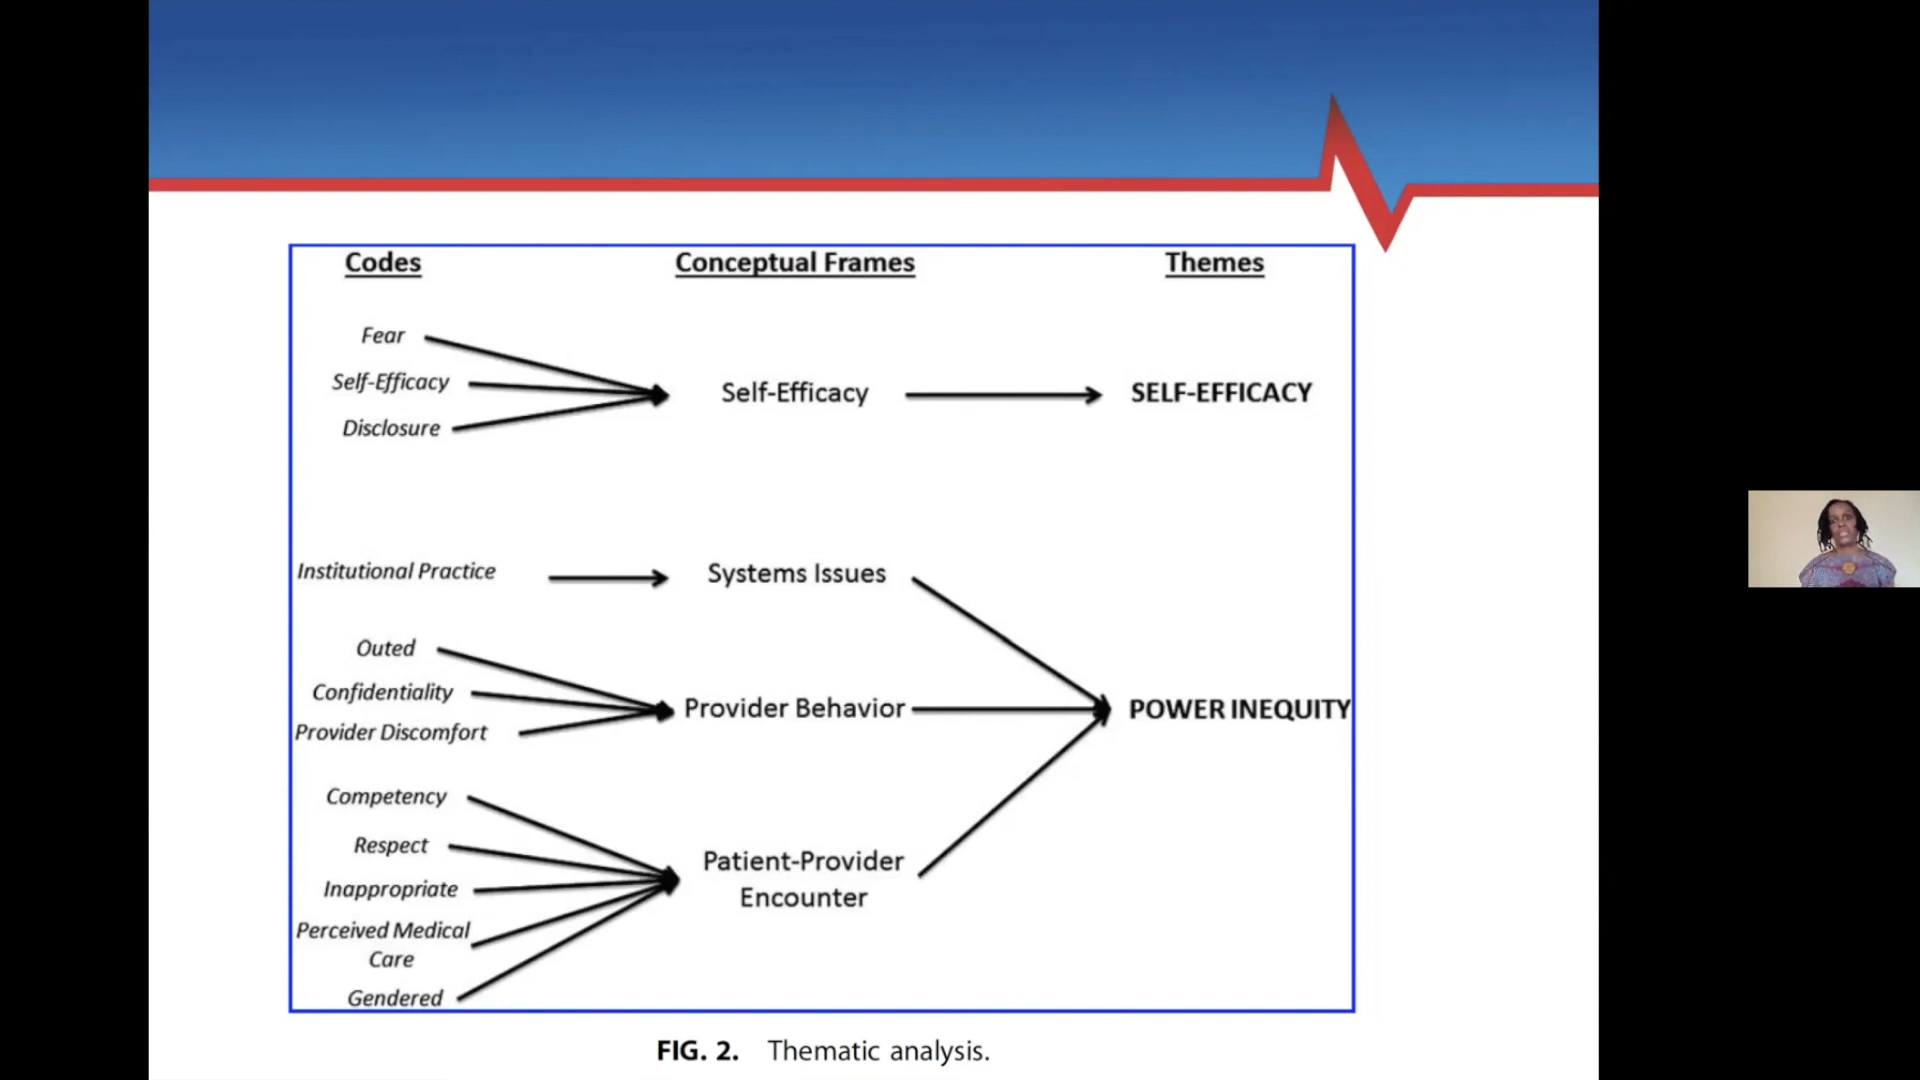 Codes Conceptual Frames Themes
Fear
Self-Efficacy
Disclosure
Self-Efficacy
SELF-EFFICACY
Institutional Practice
Systems Issues
Outed
Confidentiality
Provider Discomfort
Provider Behavior
POWER INEQUITY
Competency
Respect
Inappropriate
Perceived Medical
Care
Gendered
Patient-Provider
Encounter
FIG. 2. Thematic analysis.